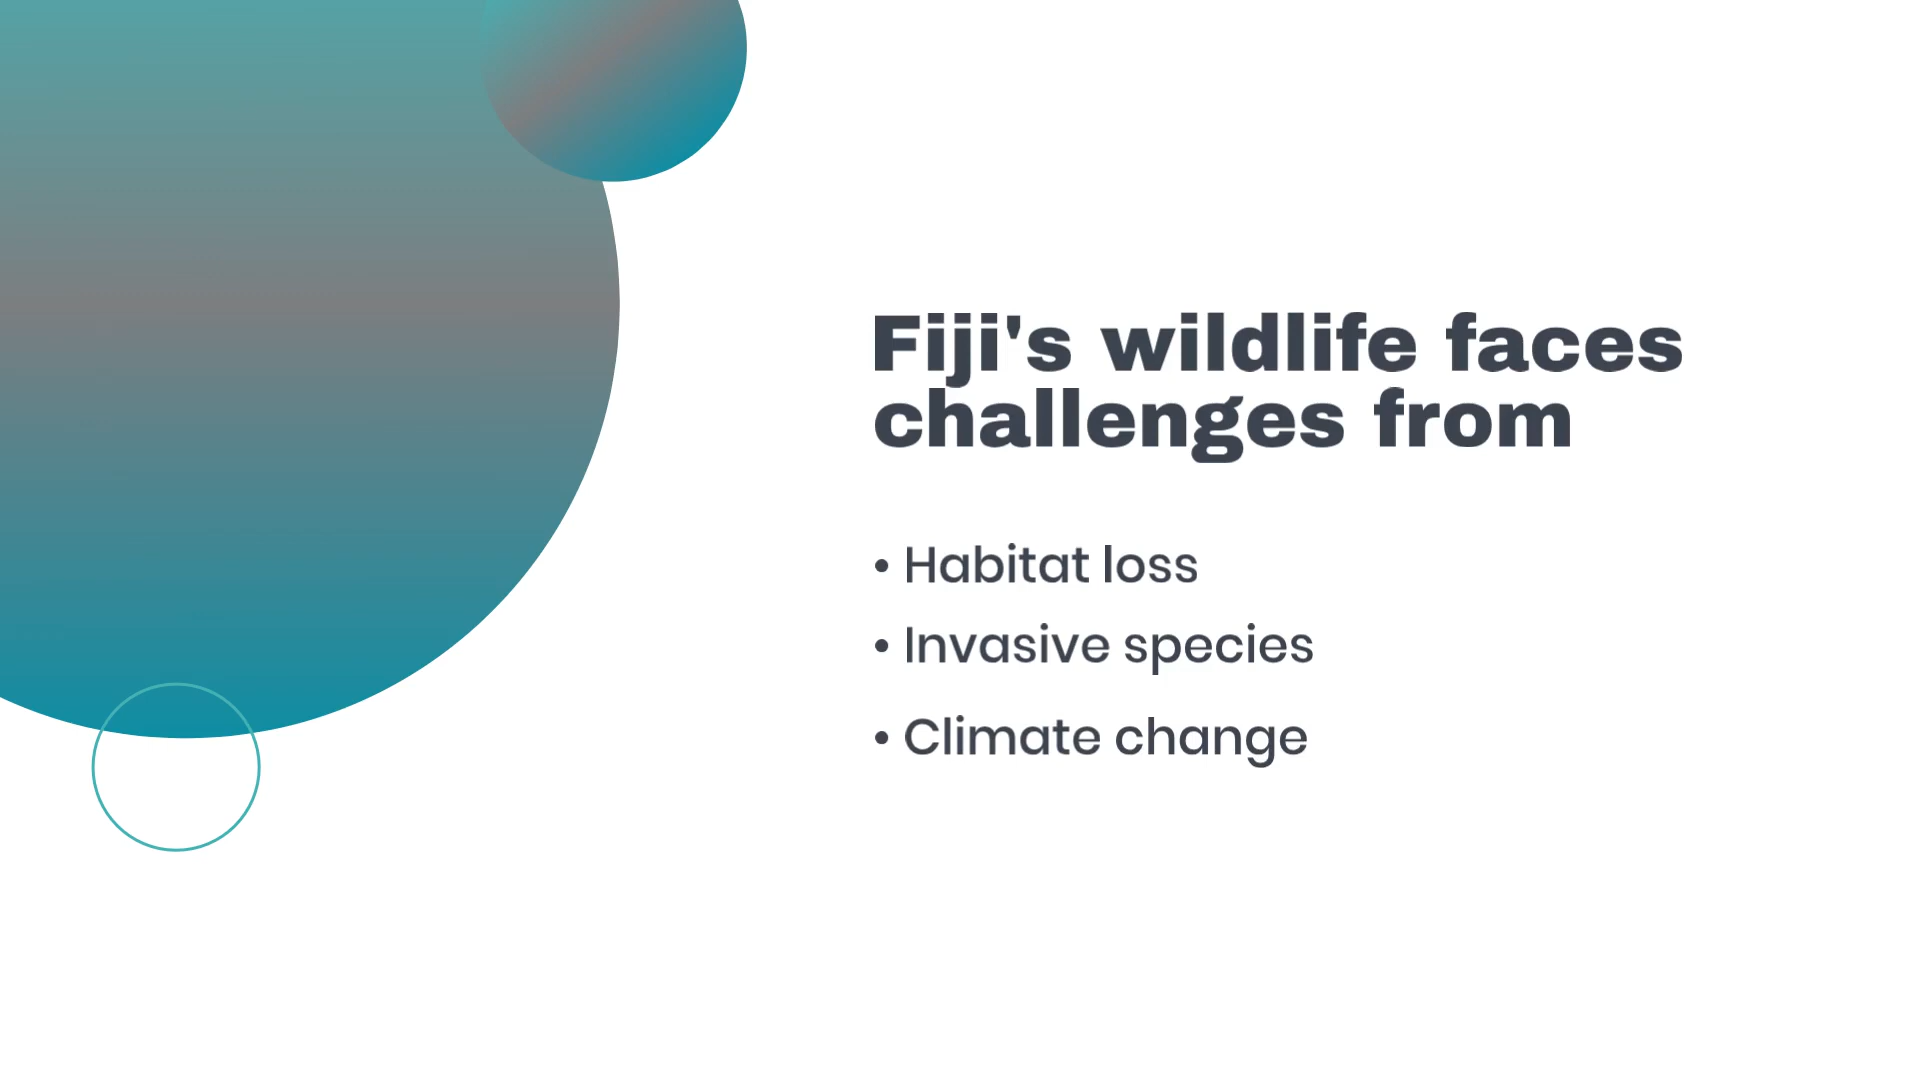 Fiji's wildlife faces
challenges from
• Habitat loss
• Invasive species
• Climate change